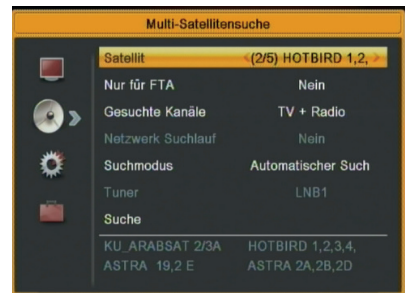 Multi-Satellitensuche
Satellit <(2/5) HOTBIRD 1,2, >
Nur für FTA Nein
Gesuchte Kanäle TV + Radio
Netzwerk Suchlauf Nein
Suchmodus Automatischer Such
Tuner LNB1
Suche
KU_ARABSAT 2/3A HOTBIRD 1,2,3,4,
ASTRA 19,2 E ASTRA 2A,2B,2D